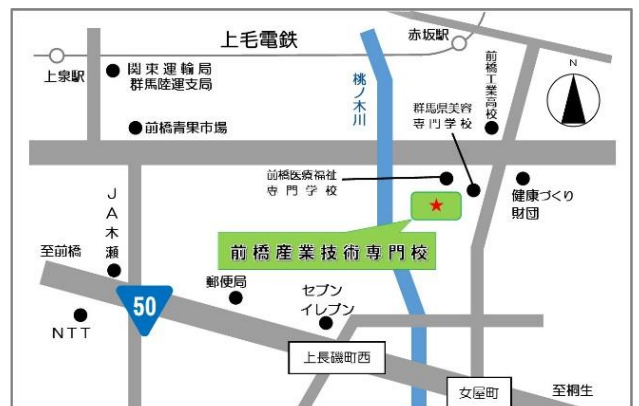 上毛電鉄
赤坂駅
上泉駅
関東運輸局
群馬陸運支局
桃ノ木川
前橋工業高校
N
群馬県美容
専門学校
前橋青果市場
前橋医療福祉
専門学校
健康づくり
財団
JA木瀬
前橋産業技術専門校
至前橋
郵便局
セブン
イレブン
50
NTT
上長磯町西
女屋町
至桐生